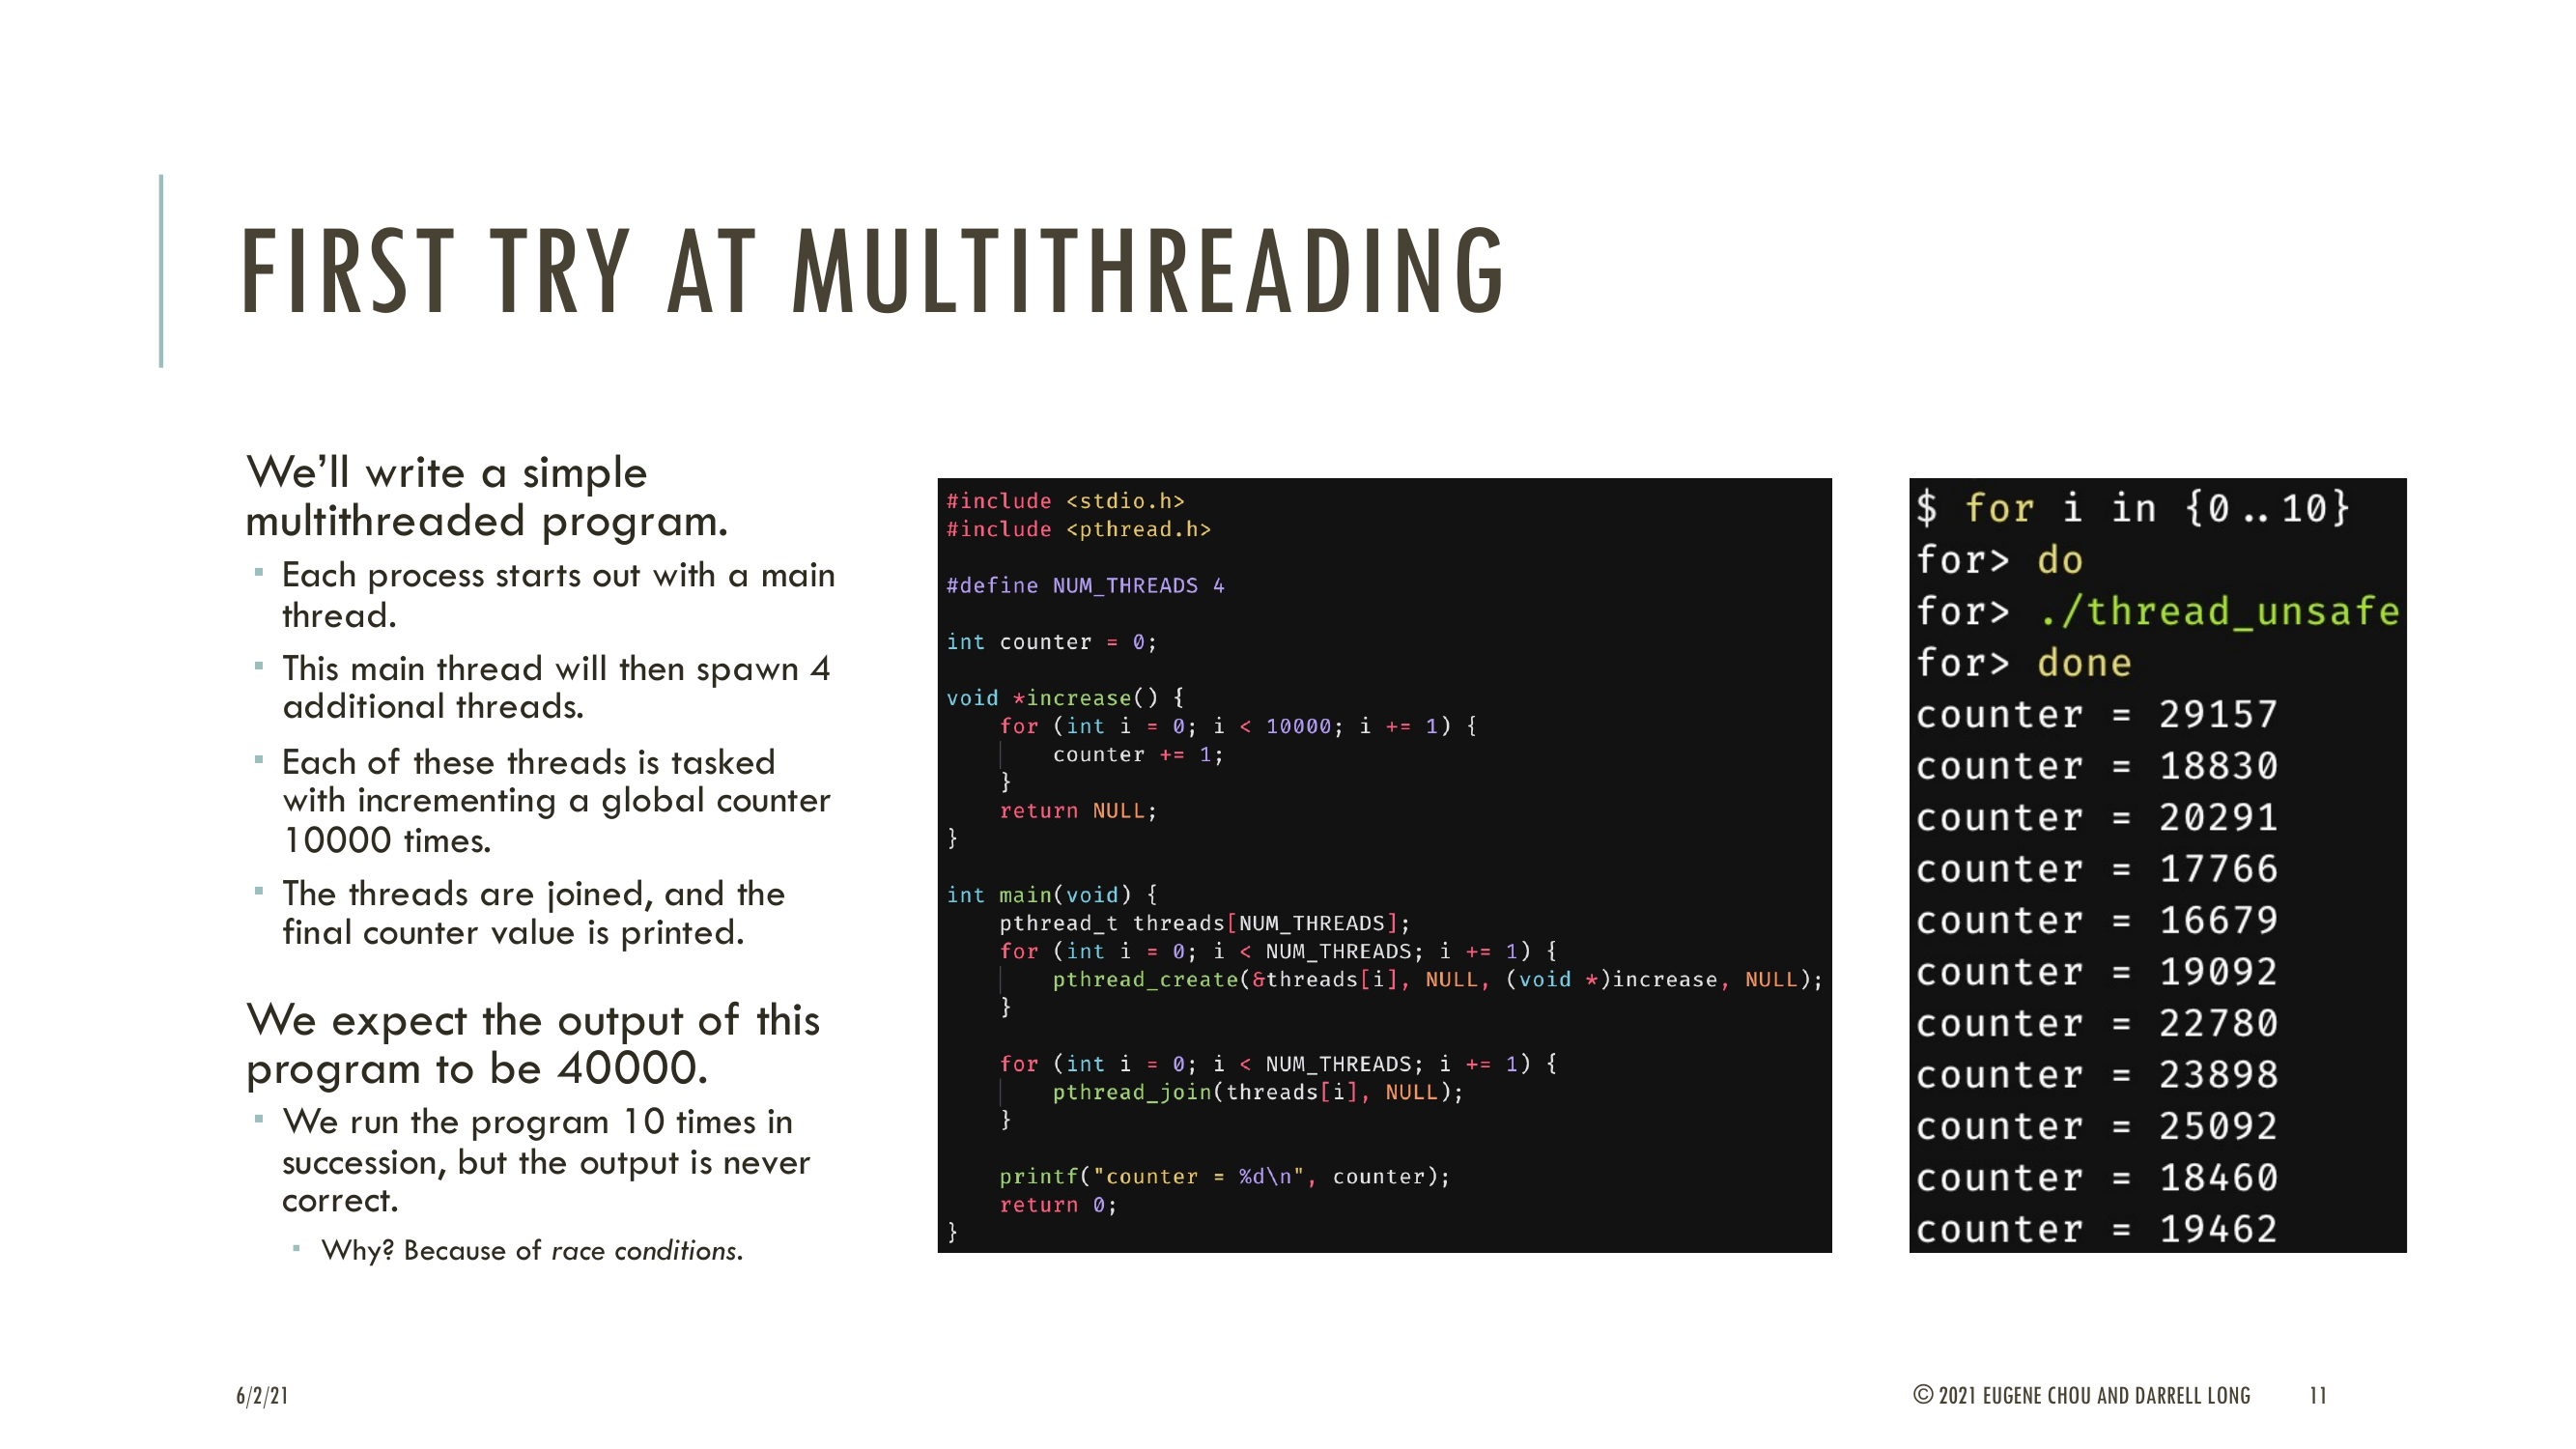 FIRST TRY AT MULTITHREADING
We’ll write a simple
multithreaded program.
▪ Each process starts out with a main
thread.
▪ This main thread will then spawn 4
additional threads.
▪ Each of these threads is tasked
with incrementing a global counter
10000 times.
▪ The threads are joined, and the
final counter value is printed.
We expect the output of this
program to be 40000.
▪ We run the program 10 times in
succession, but the output is never
correct.
▪ Why? Because of race conditions.
#include <stdio.h>
#include <pthread.h>
#define NUM_THREADS 4
int counter = 0;
void *increase() {
    for (int i = 0; i < 10000; i += 1) {
        counter += 1;
    }
    return NULL;
}
int main(void) {
    pthread_t threads[NUM_THREADS];
    for (int i = 0; i < NUM_THREADS; i += 1) {
        pthread_create(&threads[i], NULL, (void *)increase, NULL);
    }
    for (int i = 0; i < NUM_THREADS; i += 1) {
        pthread_join(threads[i], NULL);
    }
    printf("counter = %d\n", counter);
    return 0;
}
$ for i in {0..10}
for> do
for> ./thread_unsafe
for> done
counter = 29157
counter = 18830
counter = 20291
counter = 17766
counter = 16679
counter = 19092
counter = 22780
counter = 23898
counter = 25092
counter = 18460
counter = 19462
6/2/21
© 2021 EUGENE CHOU AND DARRELL LONG
11